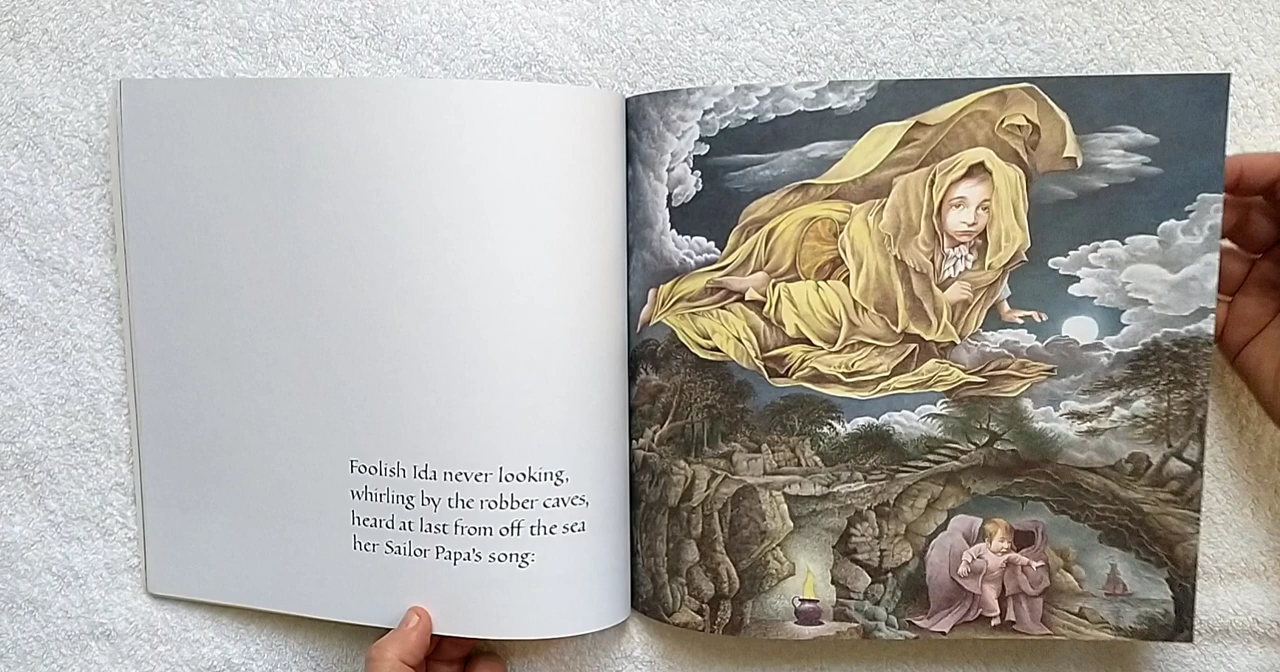 Foolish Ida never looking,
whirling by the robber caves,
heard at last from off the sea
her Sailor Papa's song: